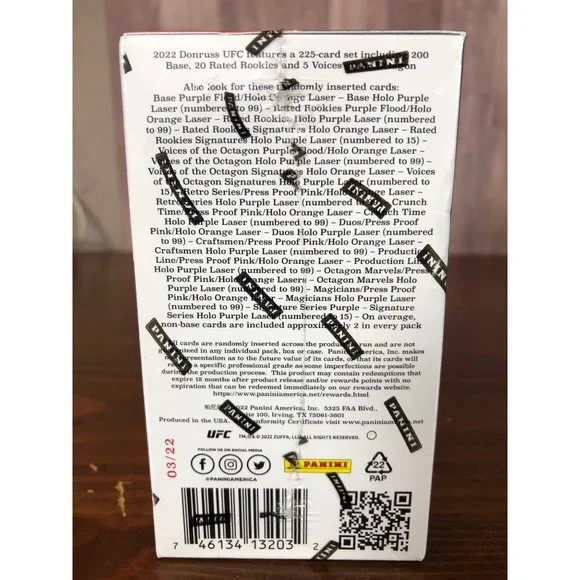 2022 Donruss UFC features a 225-card set including 200
Base, 20 Rated Rookies and 5 Voices
Also look for these randomly inserted cards:
Base Purple Flood/Holo Orange Laser – Base Holo Purple
Laser (numbered to 99) – Rated Rookies Purple Flood/Holo
Orange Laser – Rated Rookies Holo Purple Laser (numbered
to 99) – Rated Rookies Signatures Holo Orange Laser – Rated
Rookies Signatures Holo Purple Laser (numbered to 15) –
Voices of the Octagon Purple Flood/Holo Orange Laser –
Voices of the Octagon Holo Purple Laser (numbered to 99) –
Voices of the Octagon Signatures Holo Orange Laser – Voices
of the Octagon Signatures Holo Purple Laser (numbered to
15) – Retro Series/Press Proof Pink/Holo Orange Laser –
Retro Series Holo Purple Laser (numbered to 99) – Crunch
Time/Press Proof Pink/Holo Orange Laser – Crunch Time
Holo Purple Laser (numbered to 99) – Duos/Press Proof
Pink/Holo Orange Laser – Duos Holo Purple Laser (numbered
to 99) – Craftsmen/Press Proof Pink/Holo Orange Laser –
Craftsmen Holo Purple Laser (numbered to 99) – Production
Line/Press Proof Pink/Holo Orange Laser – Production Line
Holo Purple Laser (numbered to 99) – Octagon Marvels/Press
Proof Pink/Holo Orange Lasers – Octagon Marvels Holo
Purple Laser (numbered to 99) – Magicians/Press Proof
Pink/Holo Orange Laser – Magicians Holo Purple Laser
(numbered to 99) – Signature Series Purple – Signature
Series Holo Purple Laser (numbered to 15) – On average,
non-base cards are included approximately 2 in every pack
All cards are randomly inserted across the production run and are not
guaranteed in any individual pack, box or case. Panini America, Inc. makes
no representation as to the future value of its cards, or that its cards will
a specific professional grade as some imperfections are possible
during the production process. This product may contain redemptions that
expire 18 months after product release and/or rewards points with no
expiration that can be redeemed immediately on our website rewards.
https://www.paniniamerica.net/rewards.html
2022 Panini America, Inc. 5325 FAA Blvd.,
Suite 100, Irving, TX 75061-3601
Produced in the USA. Conformity Certificate visit www.paniniamerica.net
UFC TM,® & © 2022 ZUFFA, LLC. ALL RIGHTS RESERVED.
03/22
FOLLOW US ON SOCIAL MEDIA
@PANINIAMERICA
PANINI
22
PAP
7 46134 13203 2
PANINI
PANINI
PANINI
PANINI
PANINI
PANINI
PANINI
PANINI
PANINI
PANINI